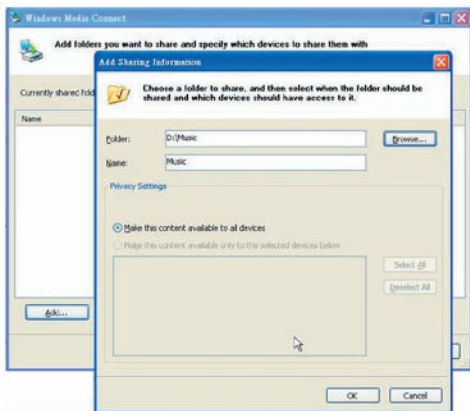 Windows Media Connect
Add folders you want to share and specify which devices to share them with
Add Sharing Information
Choose a folder to share, and then select when the folder should be
shared and which devices should have access to it.
Currently shared fold
Name
Folder:
D:\Music
Browse...
Name:
Music
Privacy Settings
Make this content available to all devices
Make this content available only to the selected devices below
Select All
Deselect All
Add...
OK
Cancel